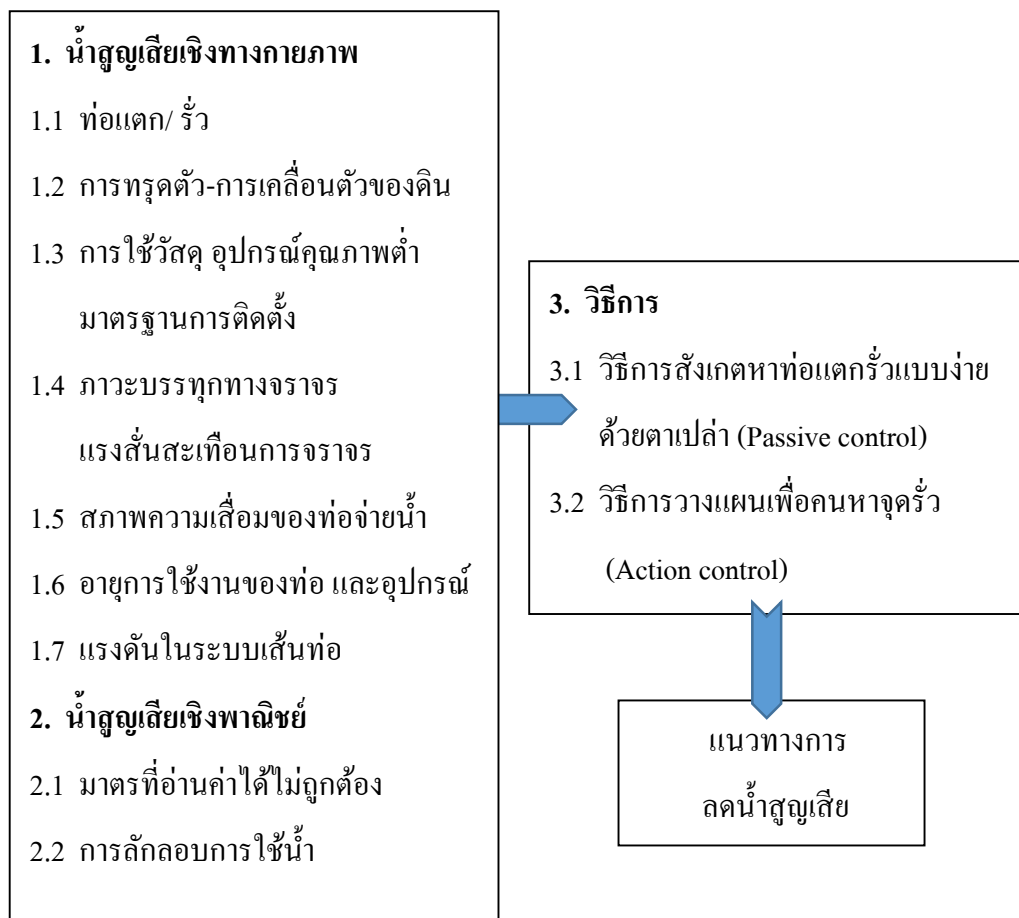 1. น้ำสูญเสียเชิงทางกายภาพ
1.1 ท่อแตก/ รั่ว
1.2 การทรุดตัว-การเคลื่อนตัวของดิน
1.3 การใช้วัสดุ อุปกรณ์คุณภาพต่ำ
มาตรฐานการติดตั้ง
1.4 ภาวะบรรทุกทางจราจร
แรงสั่นสะเทือนการจราจร
1.5 สภาพความเสื่อมของท่อจ่ายน้ำ
1.6 อายุการใช้งานของท่อ และอุปกรณ์
1.7 แรงดันในระบบเส้นท่อ
2. น้ำสูญเสียเชิงพาณิชย์
2.1 มาตรที่อ่านค่าได้ไม่ถูกต้อง
2.2 การลักลอบการใช้น้ำ
3. วิธีการ
3.1 วิธีการสังเกตหาท่อแตกรั่วแบบง่าย
ด้วยตาเปล่า (Passive control)
3.2 วิธีการวางแผนเพื่อคนหาจุดรั่ว
(Action control)
แนวทางการ
ลดน้ำสูญเสีย